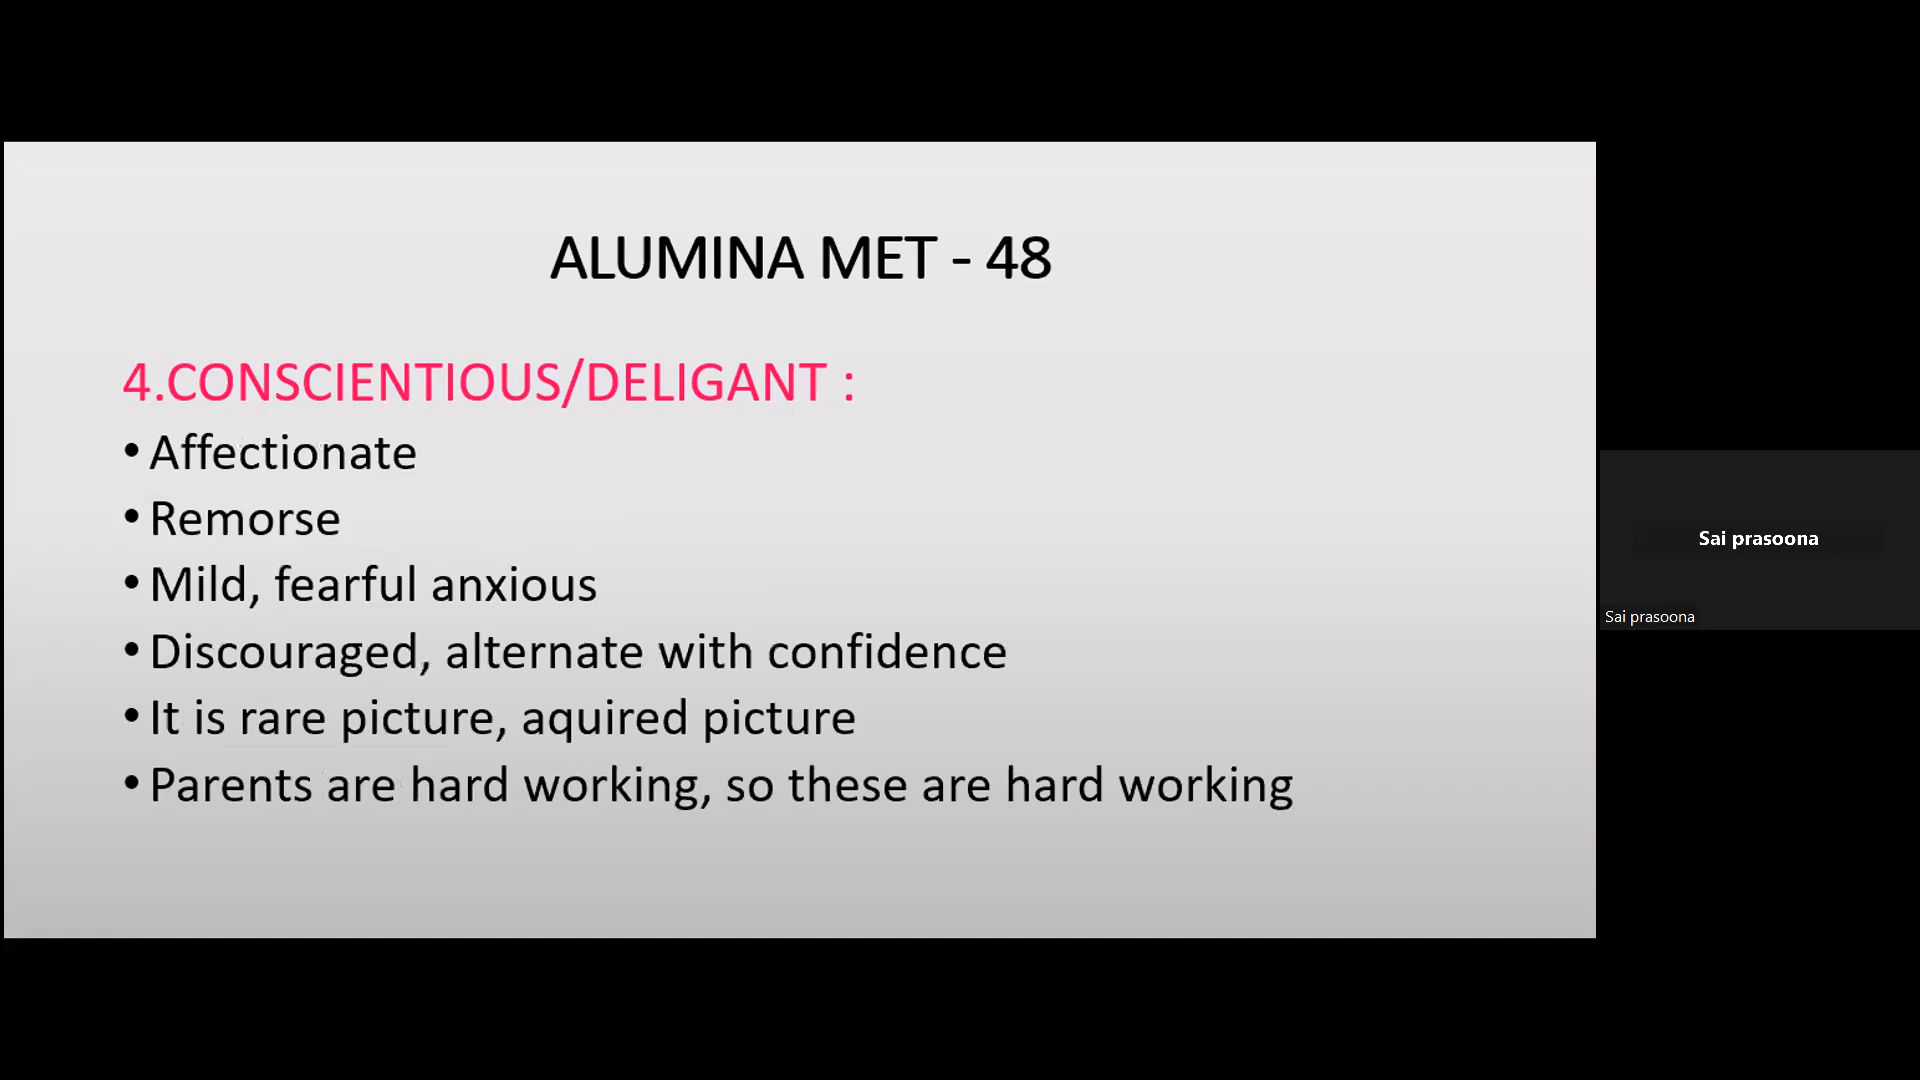 ALUMINA MET - 48
4.CONSCIENTIOUS/DELIGANT :
• Affectionate
• Remorse
• Mild, fearful anxious
• Discouraged, alternate with confidence
• It is rare picture, aquired picture
• Parents are hard working, so these are hard working
Sai prasoona
Sai prasoona